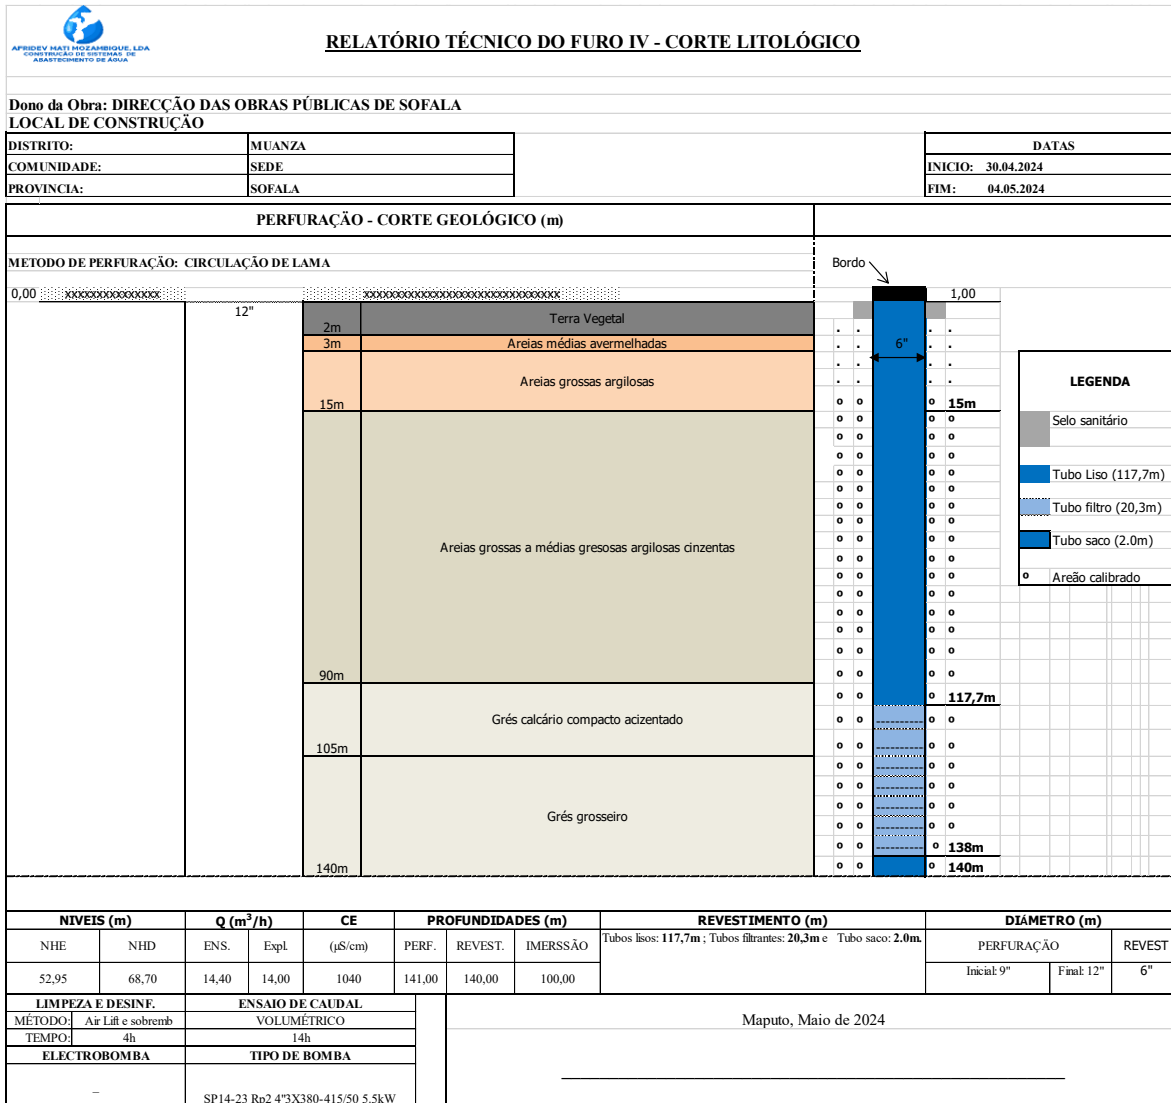 AFRIDEV MATI MOZAMBIQUE, LDA
CONSTRUCÃO DE SISTEMAS DE
ABASTECIMENTO DE ÁGUA
RELATÓRIO TÉCNICO DO FURO IV - CORTE LITOLÓGICO
Dono da Obra: DIRECÇÃO DAS OBRAS PÚBLICAS DE SOFALA
LOCAL DE CONSTRUÇÃO
DISTRITO: MUANZA DATAS
COMUNIDADE: SEDE INICIO: 30.04.2024
PROVINCIA: SOFALA FIM: 04.05.2024
PERFURAÇÃO - CORTE GEOLÓGICO (m)
METODO DE PERFURAÇÃO: CIRCULAÇÃO DE LAMA
Bordo
0,00 xxxxxxxxxxxxxxxx xxxxxxxxxxxxxxxxxxxxxxxxxxxxxxxxx 1,00
12"
Terra Vegetal
2m
3m Areias médias avermelhadas
6"
Areias grossas argilosas
15m
15m
LEGENDA
Selo sanitário
Tubo Liso (117,7m)
Tubo filtro (20,3m)
Tubo saco (2.0m)
o Areão calibrado
Areias grossas a médias gresosas argilosas cinzentas
90m
117,7m
Grés calcário compacto acizentado
105m
Grés grosseiro
138m
140m
140m
NIVEIS (m) Q (m3/h) CE PROFUNDIDADES (m) REVESTIMENTO (m) DIÁMETRO (m)
NHE NHD ENS. Expl. (µS/cm) PERF. REVEST. IMERSSÃO Tubos lisos: 117,7m ; Tubos filtrantes: 20,3m e Tubo saco: 2.0m. PERFURAÇÃO REVEST
52,95 68,70 14,40 14,00 1040 141,00 140,00 100,00 Inicial: 9" Final: 12" 6"
LIMPEZA E DESINF. ENSAIO DE CAUDAL
MÉTODO: Air Lift e sobremb VOLUMÉTRICO
TEMPO: 4h 14h
ELECTROBOMBA TIPO DE BOMBA
_ SP14-23 Rp2 4"3X380-415/50 5.5kW
Maputo, Maio de 2024